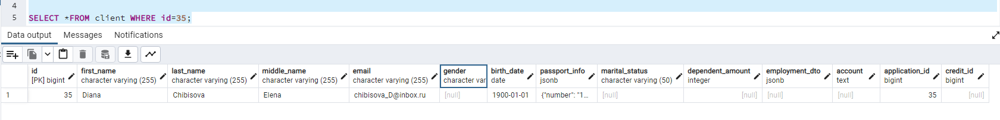 4
5 SELECT *FROM client WHERE id=35;
Data output Messages Notifications
id first_name last_name middle_name email gender birth_date passport_info marital_status dependent_amount employment_dto account application_id credit_id
[PK] bigint character varying (255) character varying (255) character varying (255) character varying (255) character var date jsonb character varying (50) integer jsonb text bigint bigint
1 35 Diana Chibisova Elena chibisova_D@inbox.ru [null] 1900-01-01 {"number": "1... [null] [null] [null] [null] 35 [null]